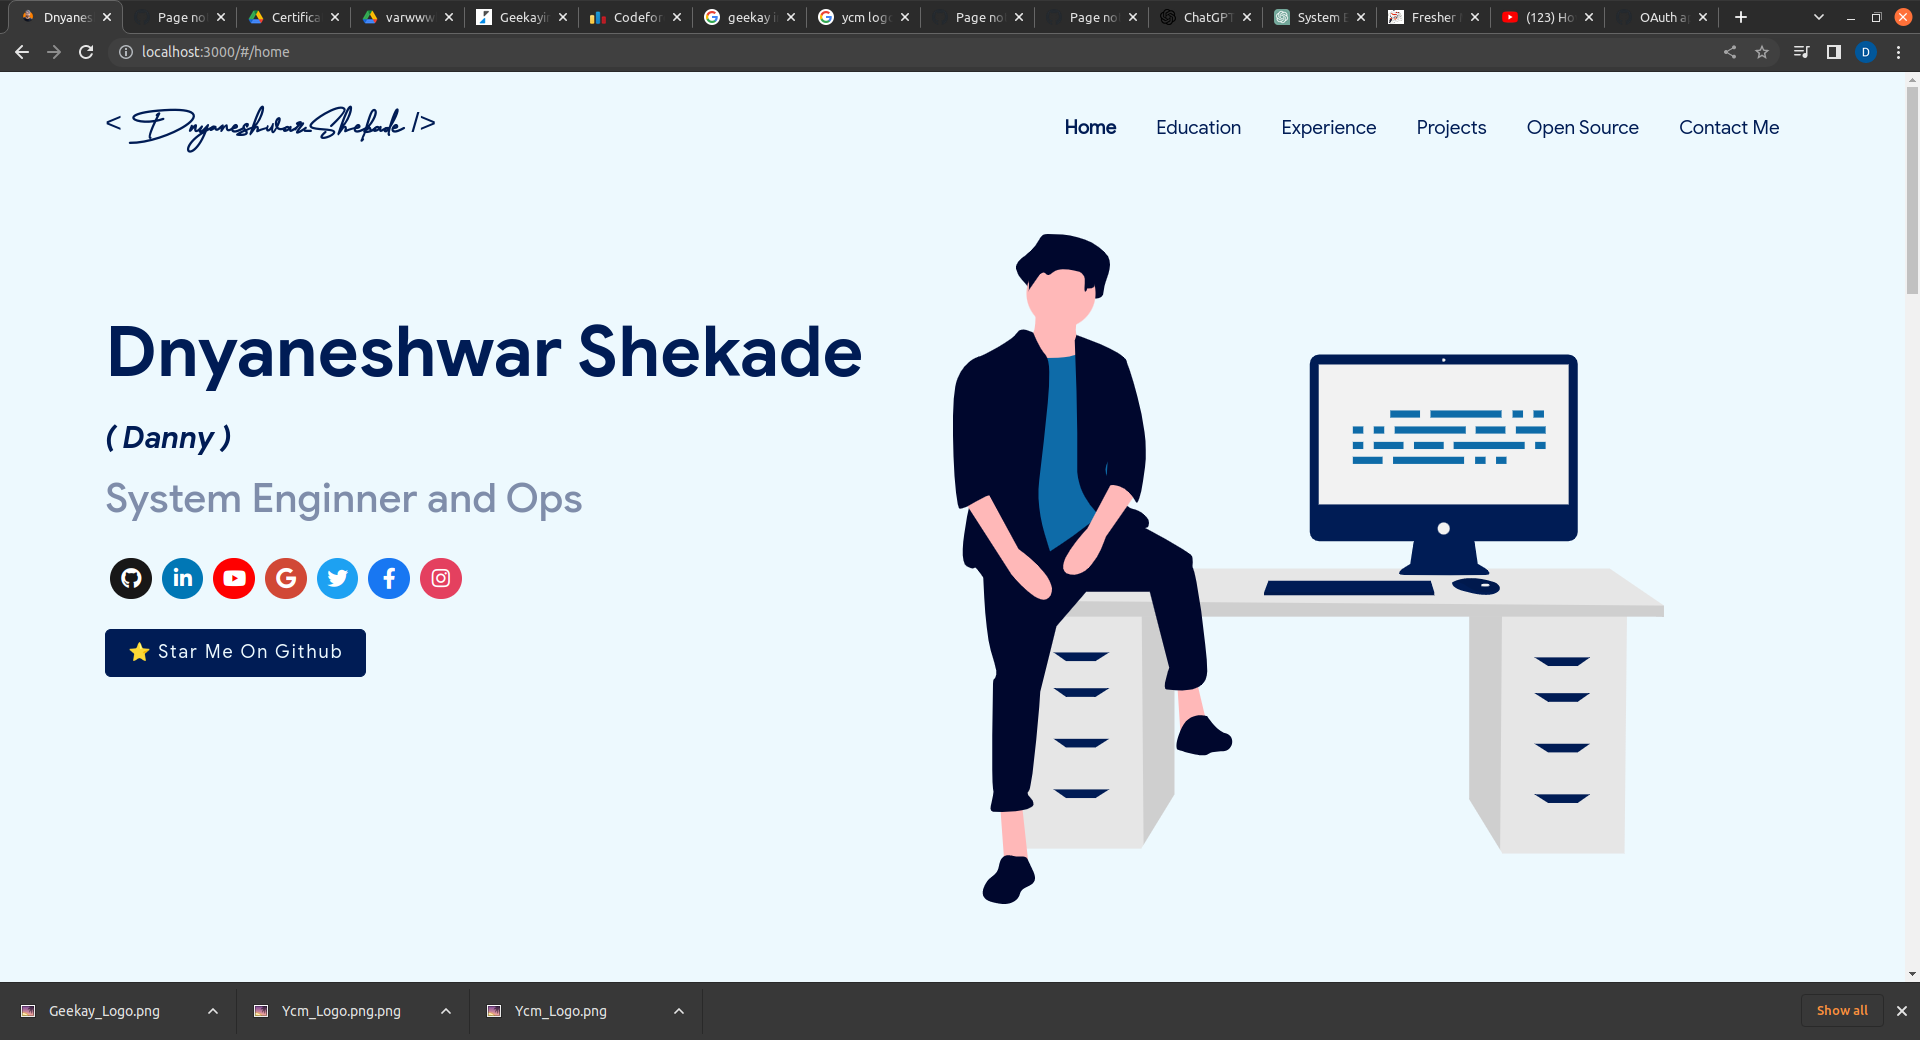 Dnyanes
Page no
Certifica
varwww
Geekayi
Codefor
geekay i
ycm log
Page no
Page no
ChatGPT
System E
Fresher
(123) Ho
OAuth a
localhost:3000/#/home
D
< Dnyaneshwar Shekade />
Home
Education
Experience
Projects
Open Source
Contact Me
Dnyaneshwar Shekade
( Danny )
System Enginner and Ops
⭐ Star Me On Github
Geekay_Logo.png
Ycm_Logo.png.png
Ycm_Logo.png
Show all